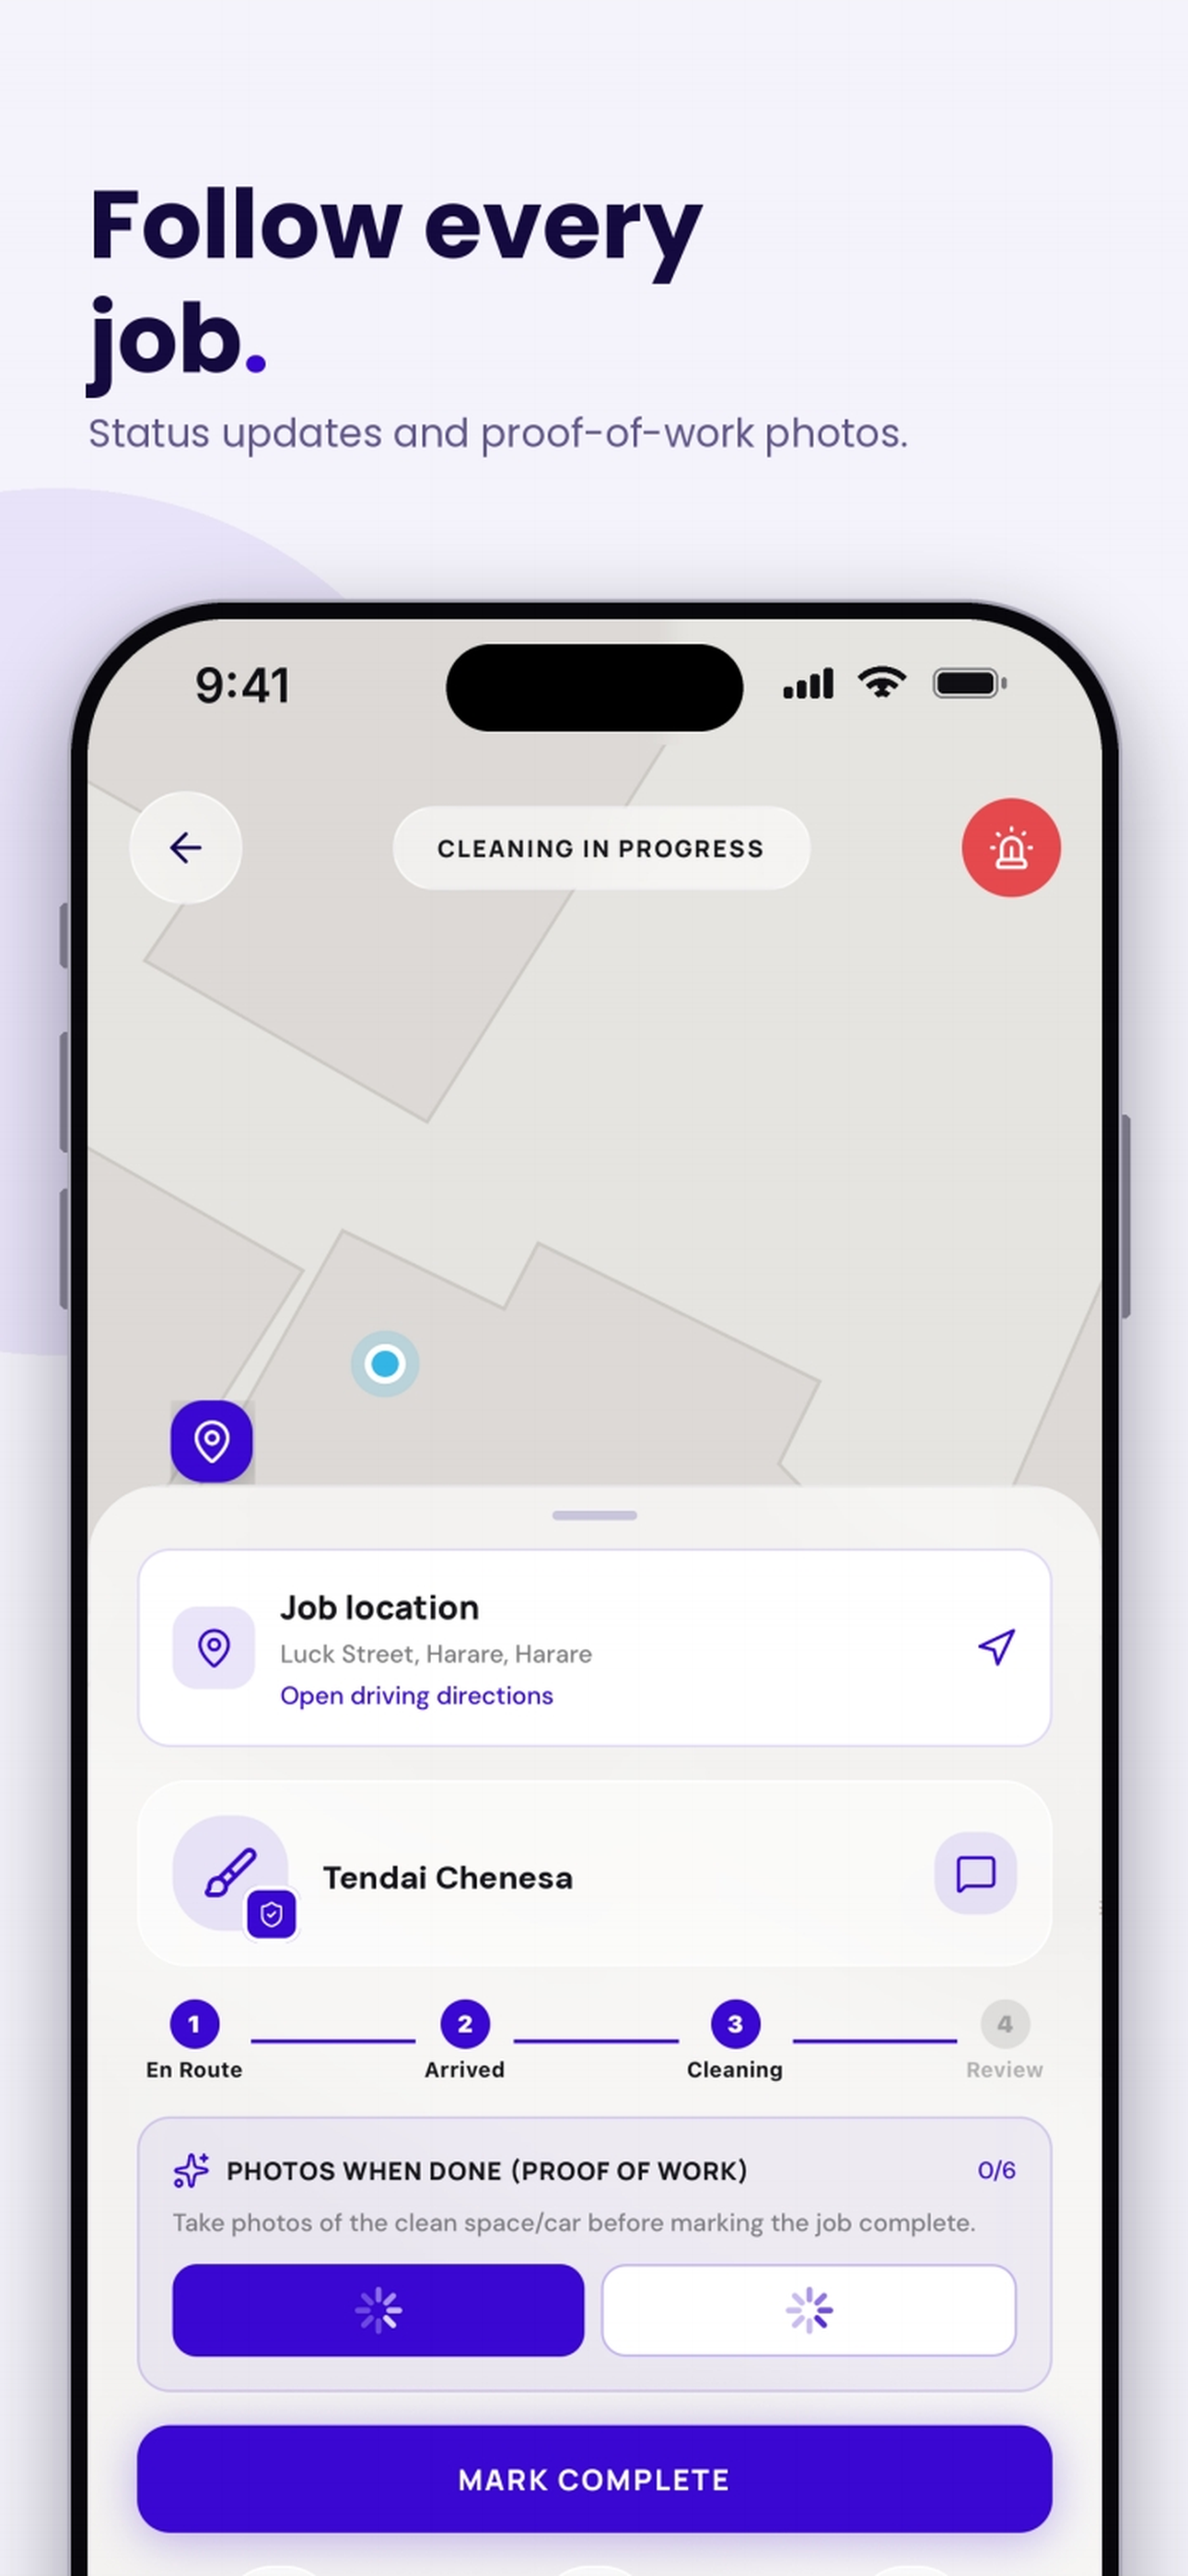 Follow every
job.
Status updates and proof-of-work photos.
9:41
CLEANING IN PROGRESS
Job location
Luck Street, Harare, Harare
Open driving directions
Tendai Chenesa
1 2 3 4
En Route Arrived Cleaning Review
PHOTOS WHEN DONE (PROOF OF WORK) 0/6
Take photos of the clean space/car before marking the job complete.
MARK COMPLETE